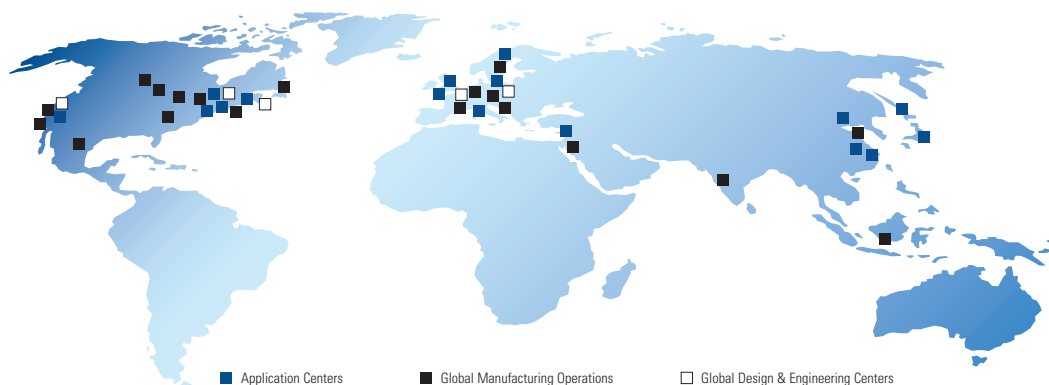 Application Centers
Global Manufacturing Operations
Global Design & Engineering Centers